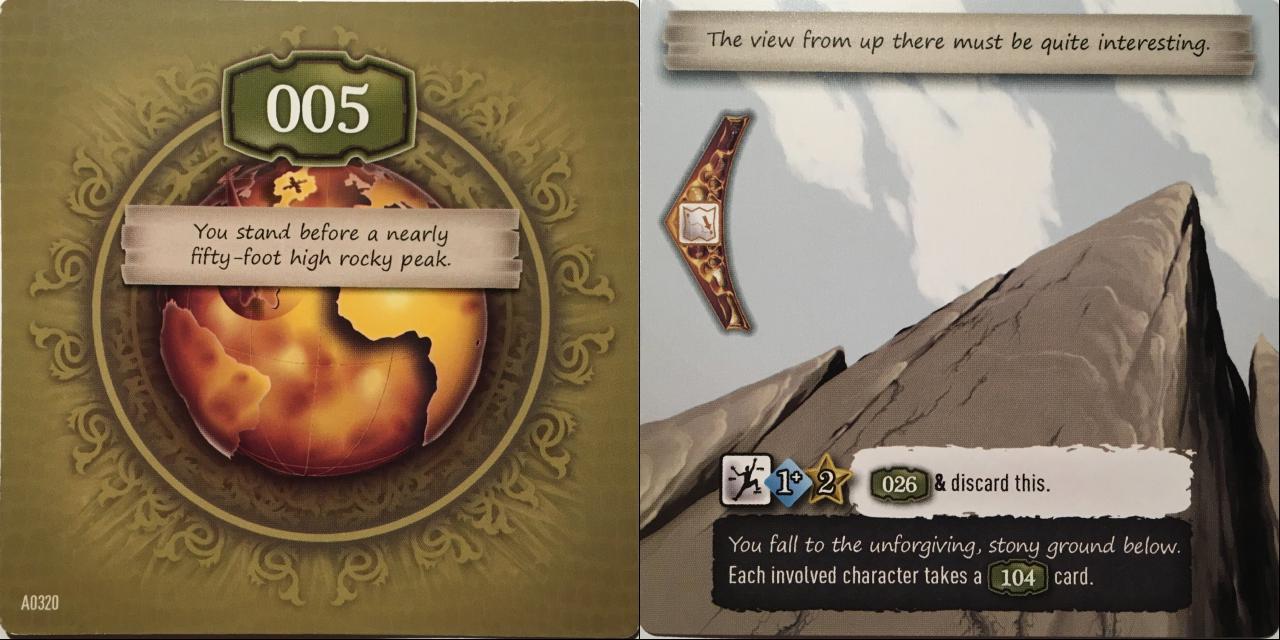 005
You stand before a nearly
fifty-foot high rocky peak.
A0320
The view from up there must be quite interesting.
1+ 2 026 & discard this.
You fall to the unforgiving, stony ground below.
Each involved character takes a 104 card.